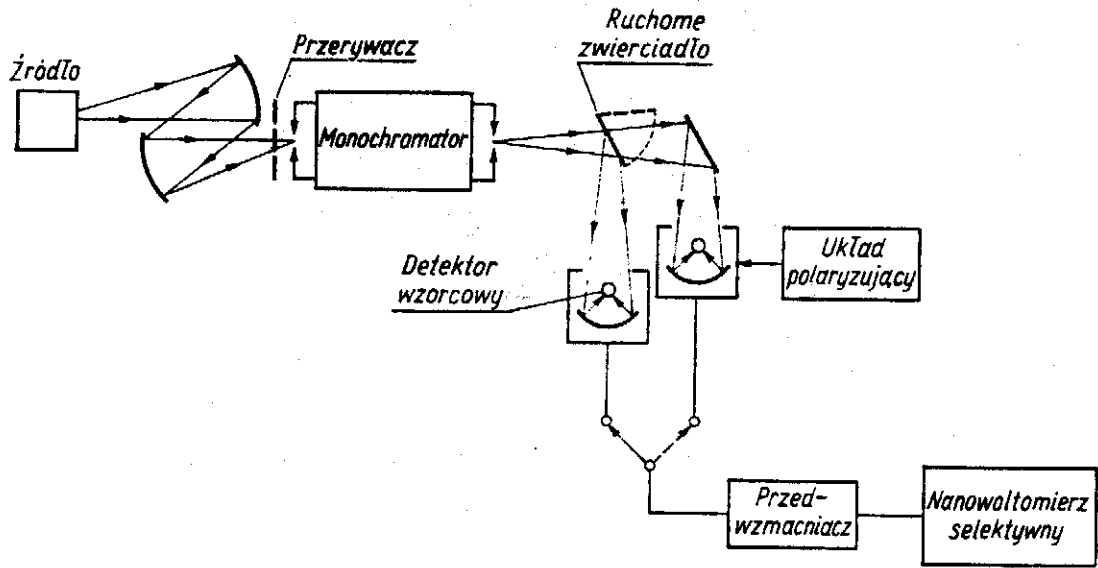 Źródło
Przerywacz
Monochromator
Ruchome
zwierciadło
Detektor
wzorcowy
Układ
polaryzujący
Przed-
wzmacniacz
Nanowoltomierz
selektywny